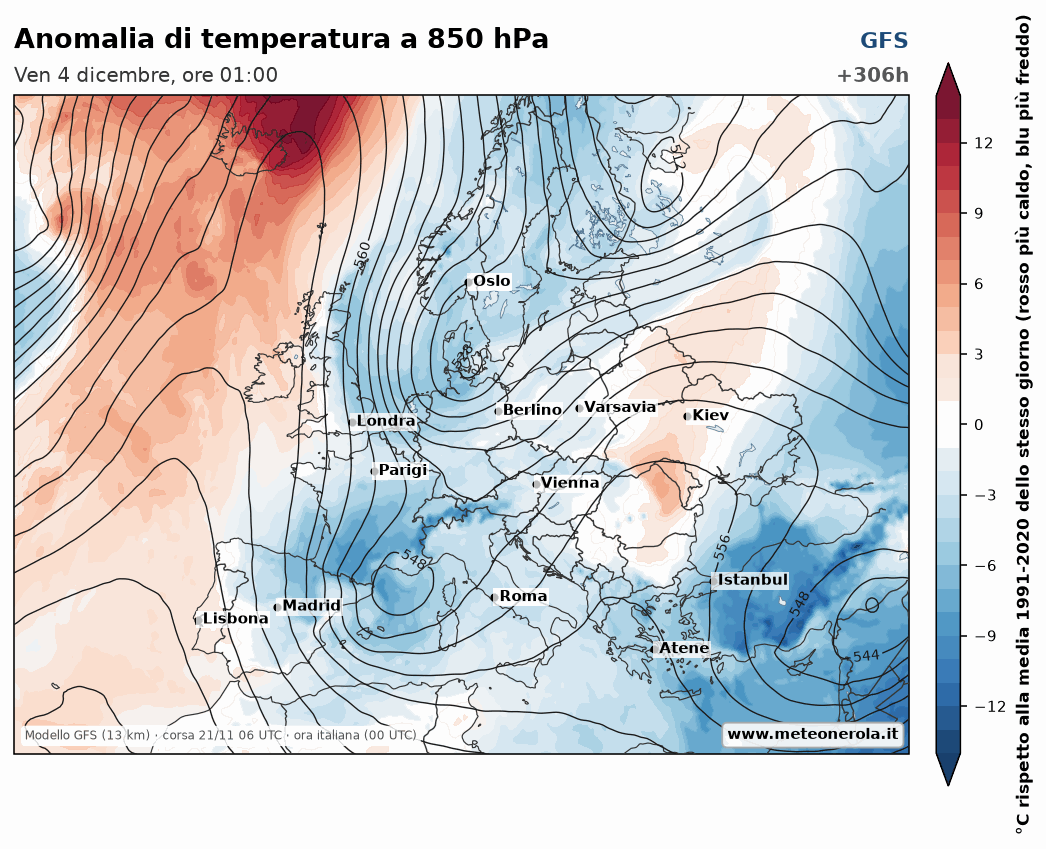 Anomalia di temperatura a 850 hPa
GFS
Ven 4 dicembre, ore 01:00
+306h
560
512
528
Oslo
Londra
Berlino
Varsavia
Kiev
Parigi
Vienna
548
556
Istanbul
Madrid
Roma
548
Lisbona
Atene
544
Modello GFS (13 km) · corsa 21/11 06 UTC · ora italiana (00 UTC)
www.meteonerola.it
12
9
6
3
0
−3
−6
−9
−12
°C rispetto alla media 1991-2020 dello stesso giorno (rosso più caldo, blu più freddo)